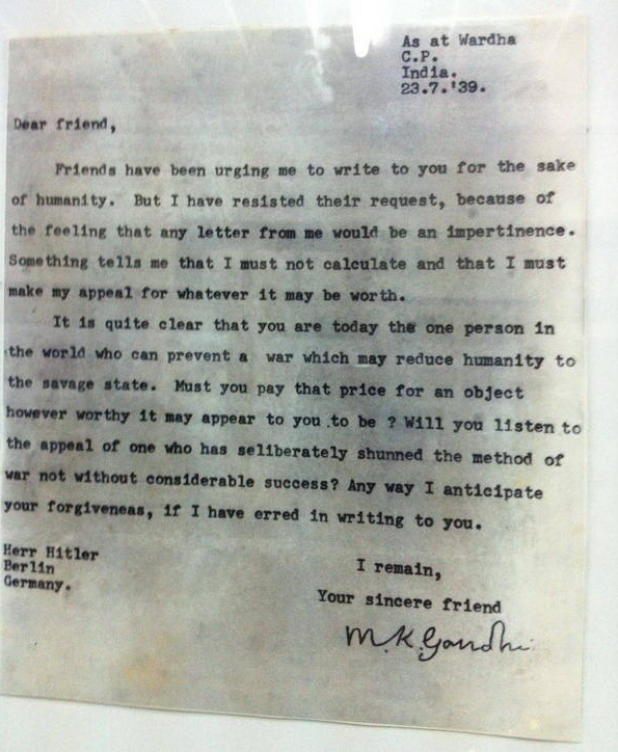 As at Wardha
C.P.
India.
23.7.'39.
Dear friend,
Friends have been urging me to write to you for the sake
of humanity. But I have resisted their request, because of
the feeling that any letter from me would be an impertinence.
Something tells me that I must not calculate and that I must
make my appeal for whatever it may be worth.
It is quite clear that you are today the one person in
the world who can prevent a war which may reduce humanity to
the savage state. Must you pay that price for an object
however worthy it may appear to you to be ? Will you listen to
the appeal of one who has seliberately shunned the method of
war not without considerable success? Any way I anticipate
your forgiveneas, if I have erred in writing to you.
Herr Hitler
Berlin
Germany.
I remain,
Your sincere friend
M.K.Gandhi